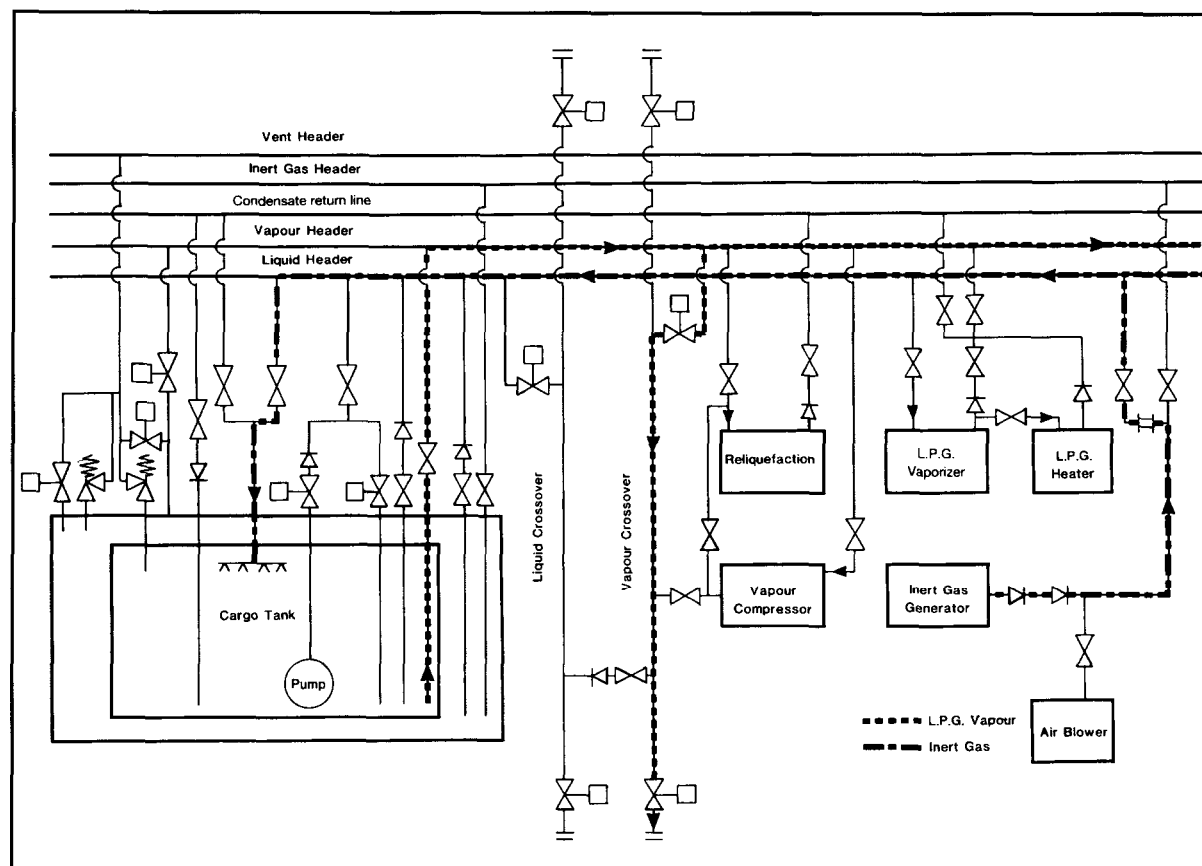 Vent Header
Inert Gas Header
Condensate return line
Vapour Header
Liquid Header
Liquid Crossover
Vapour Crossover
Reliquefaction
L.P.G.
Vaporizer
L.P.G.
Heater
Cargo Tank
Pump
Vapour
Compressor
Inert Gas
Generator
Air Blower
L.P.G. Vapour
Inert Gas